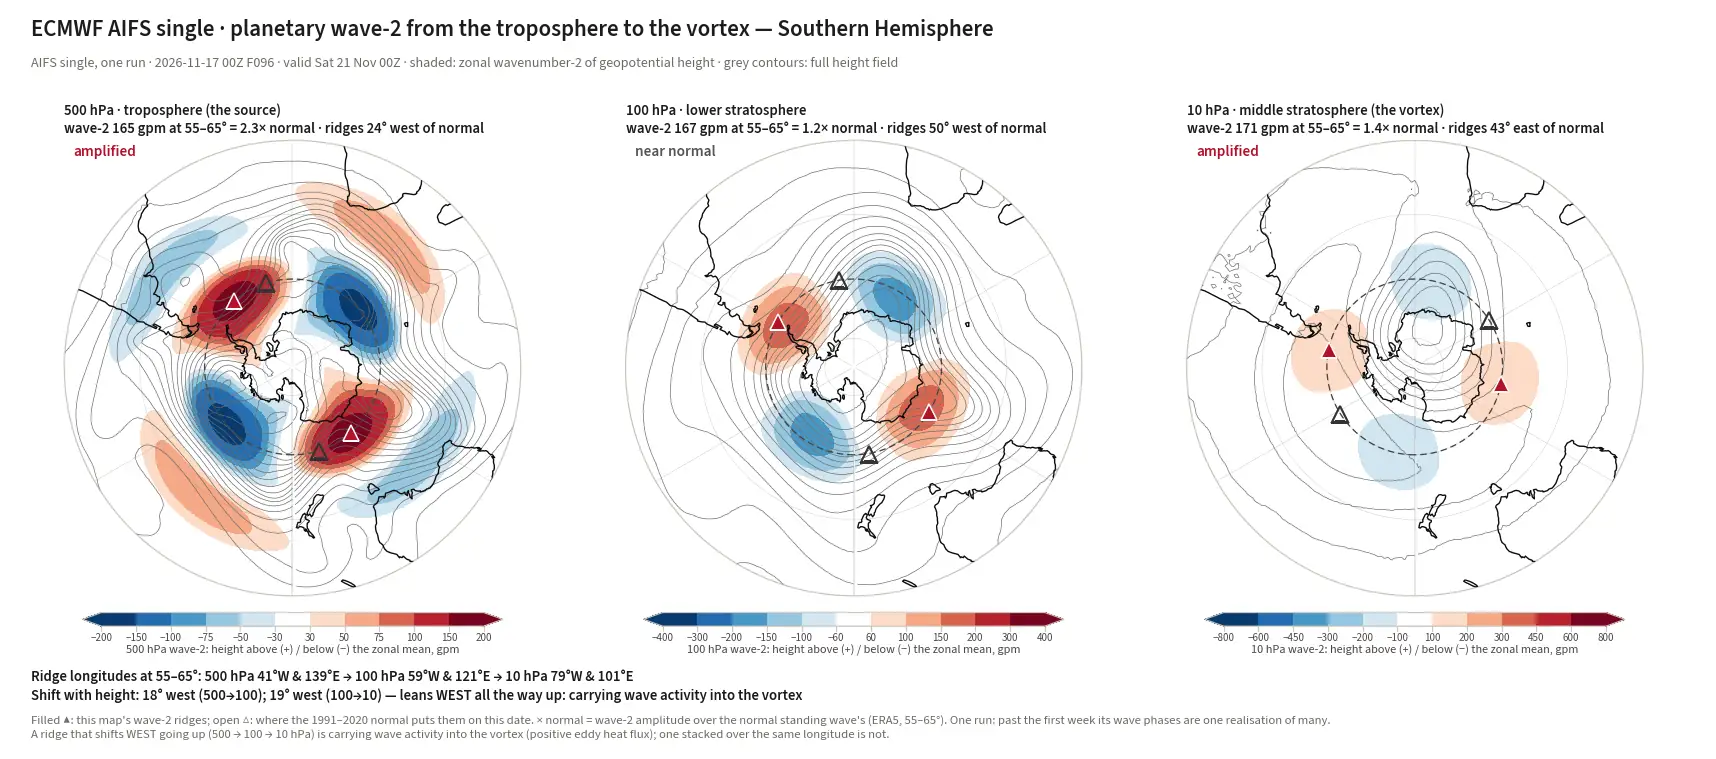 ECMWF AIFS single · planetary wave-2 from the troposphere to the vortex — Southern Hemisphere
AIFS single, one run · 2026-11-17 00Z F096 · valid Sat 21 Nov 00Z · shaded: zonal wavenumber-2 of geopotential height · grey contours: full height field
500 hPa · troposphere (the source)
wave-2 165 gpm at 55–65° = 2.3× normal · ridges 24° west of normal
amplified
100 hPa · lower stratosphere
wave-2 167 gpm at 55–65° = 1.2× normal · ridges 50° west of normal
near normal
10 hPa · middle stratosphere (the vortex)
wave-2 171 gpm at 55–65° = 1.4× normal · ridges 43° east of normal
amplified
−200 −150 −100 −75 −50 −30 30 50 75 100 150 200
500 hPa wave-2: height above (+) / below (−) the zonal mean, gpm
−400 −300 −200 −150 −100 −60 60 100 150 200 300 400
100 hPa wave-2: height above (+) / below (−) the zonal mean, gpm
−800 −600 −450 −300 −200 −100 100 200 300 450 600 800
10 hPa wave-2: height above (+) / below (−) the zonal mean, gpm
Ridge longitudes at 55–65°: 500 hPa 41°W & 139°E → 100 hPa 59°W & 121°E → 10 hPa 79°W & 101°E
Shift with height: 18° west (500→100); 19° west (100→10) — leans WEST all the way up: carrying wave activity into the vortex
Filled ▲: this map's wave-2 ridges; open △: where the 1991–2020 normal puts them on this date. × normal = wave-2 amplitude over the normal standing wave's (ERA5, 55–65°). One run: past the first week its wave phases are one realisation of many.
A ridge that shifts WEST going up (500 → 100 → 10 hPa) is carrying wave activity into the vortex (positive eddy heat flux); one stacked over the same longitude is not.